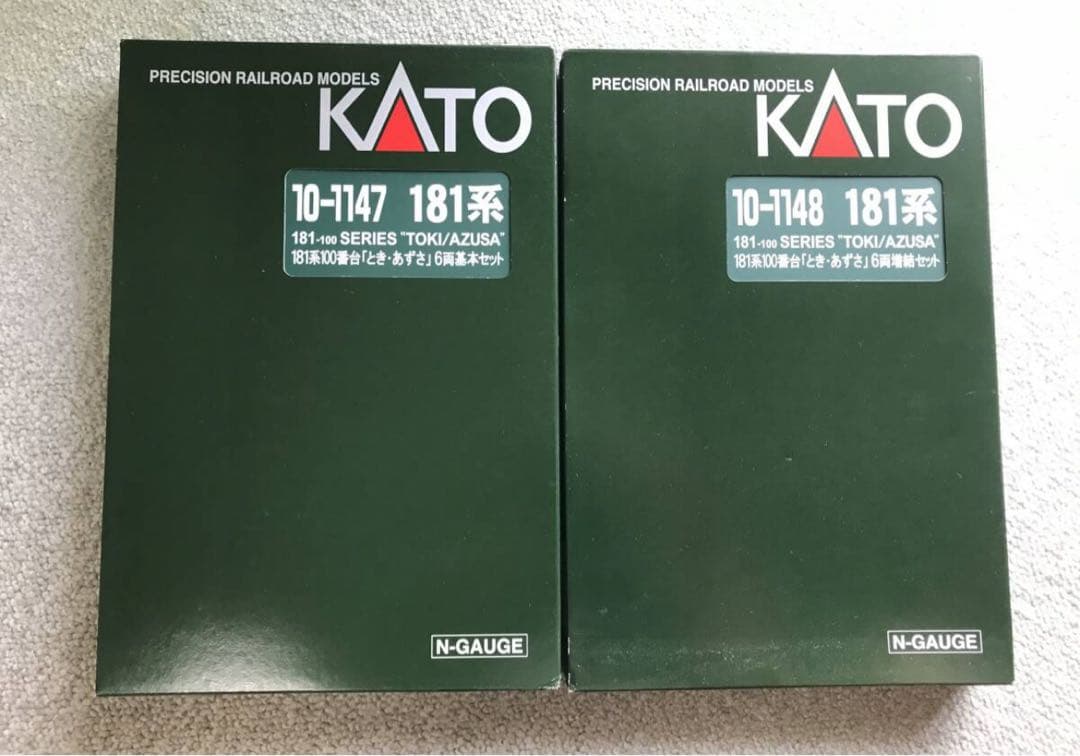 PRECISION RAILROAD MODELS
KATO
10-1147 181系
181-100 SERIES "TOKI/AZUSA"
181系100番台「とき・あずさ」6両基本セット
N-GAUGE
PRECISION RAILROAD MODELS
KATO
10-1148 181系
181-100 SERIES "TOKI/AZUSA"
181系100番台「とき・あずさ」6両増結セット
N-GAUGE